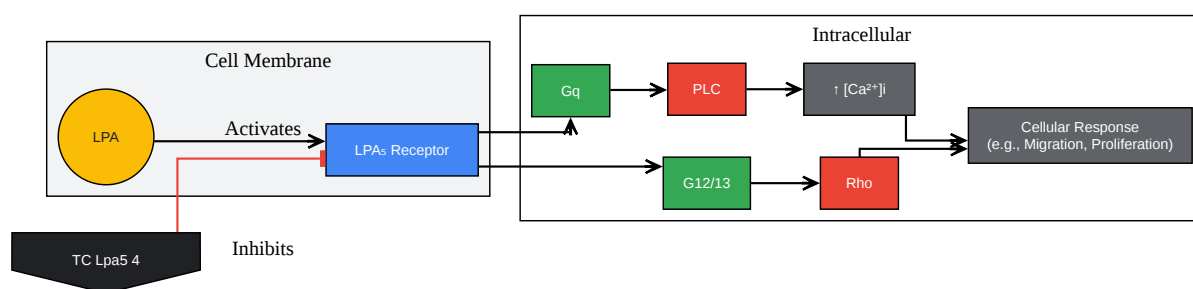 Intracellular
Cell Membrane
LPA
Activates
LPA₅ Receptor
Gq
PLC
↑ [Ca²⁺]i
G12/13
Rho
Cellular Response
(e.g., Migration, Proliferation)
TC Lpa5 4
Inhibits